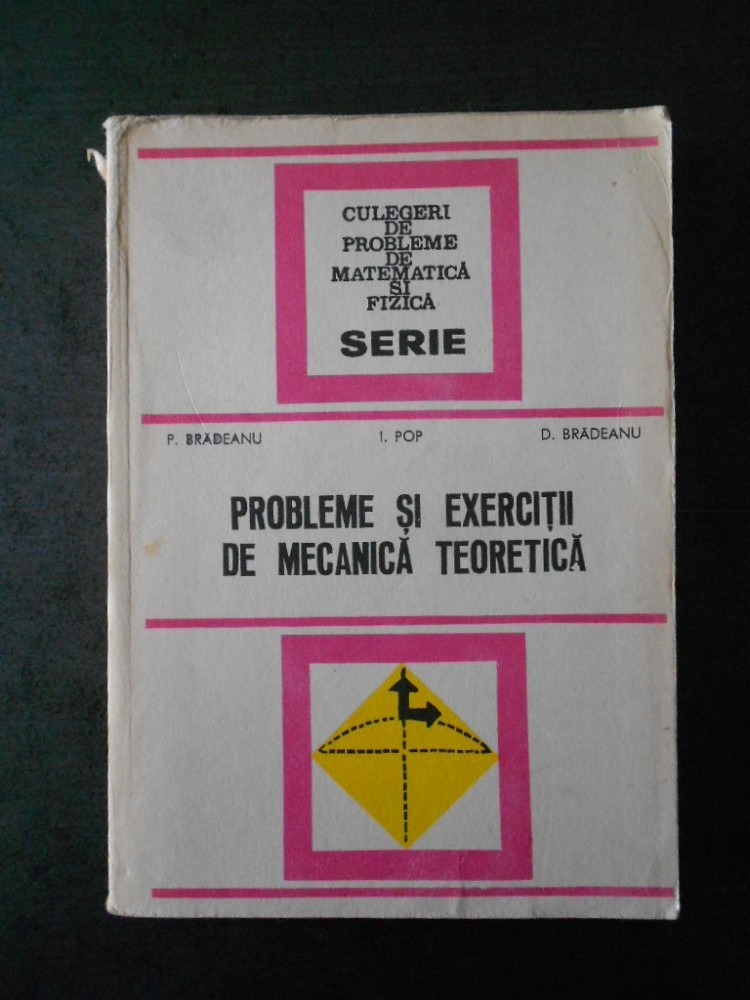 CULEGERI
DE
PROBLEME
DE
MATEMATICĂ
ȘI
FIZICĂ
SERIE
P. BRĂDEANU I. POP D. BRĂDEANU
PROBLEME ȘI EXERCIȚII
DE MECANICĂ TEORETICĂ